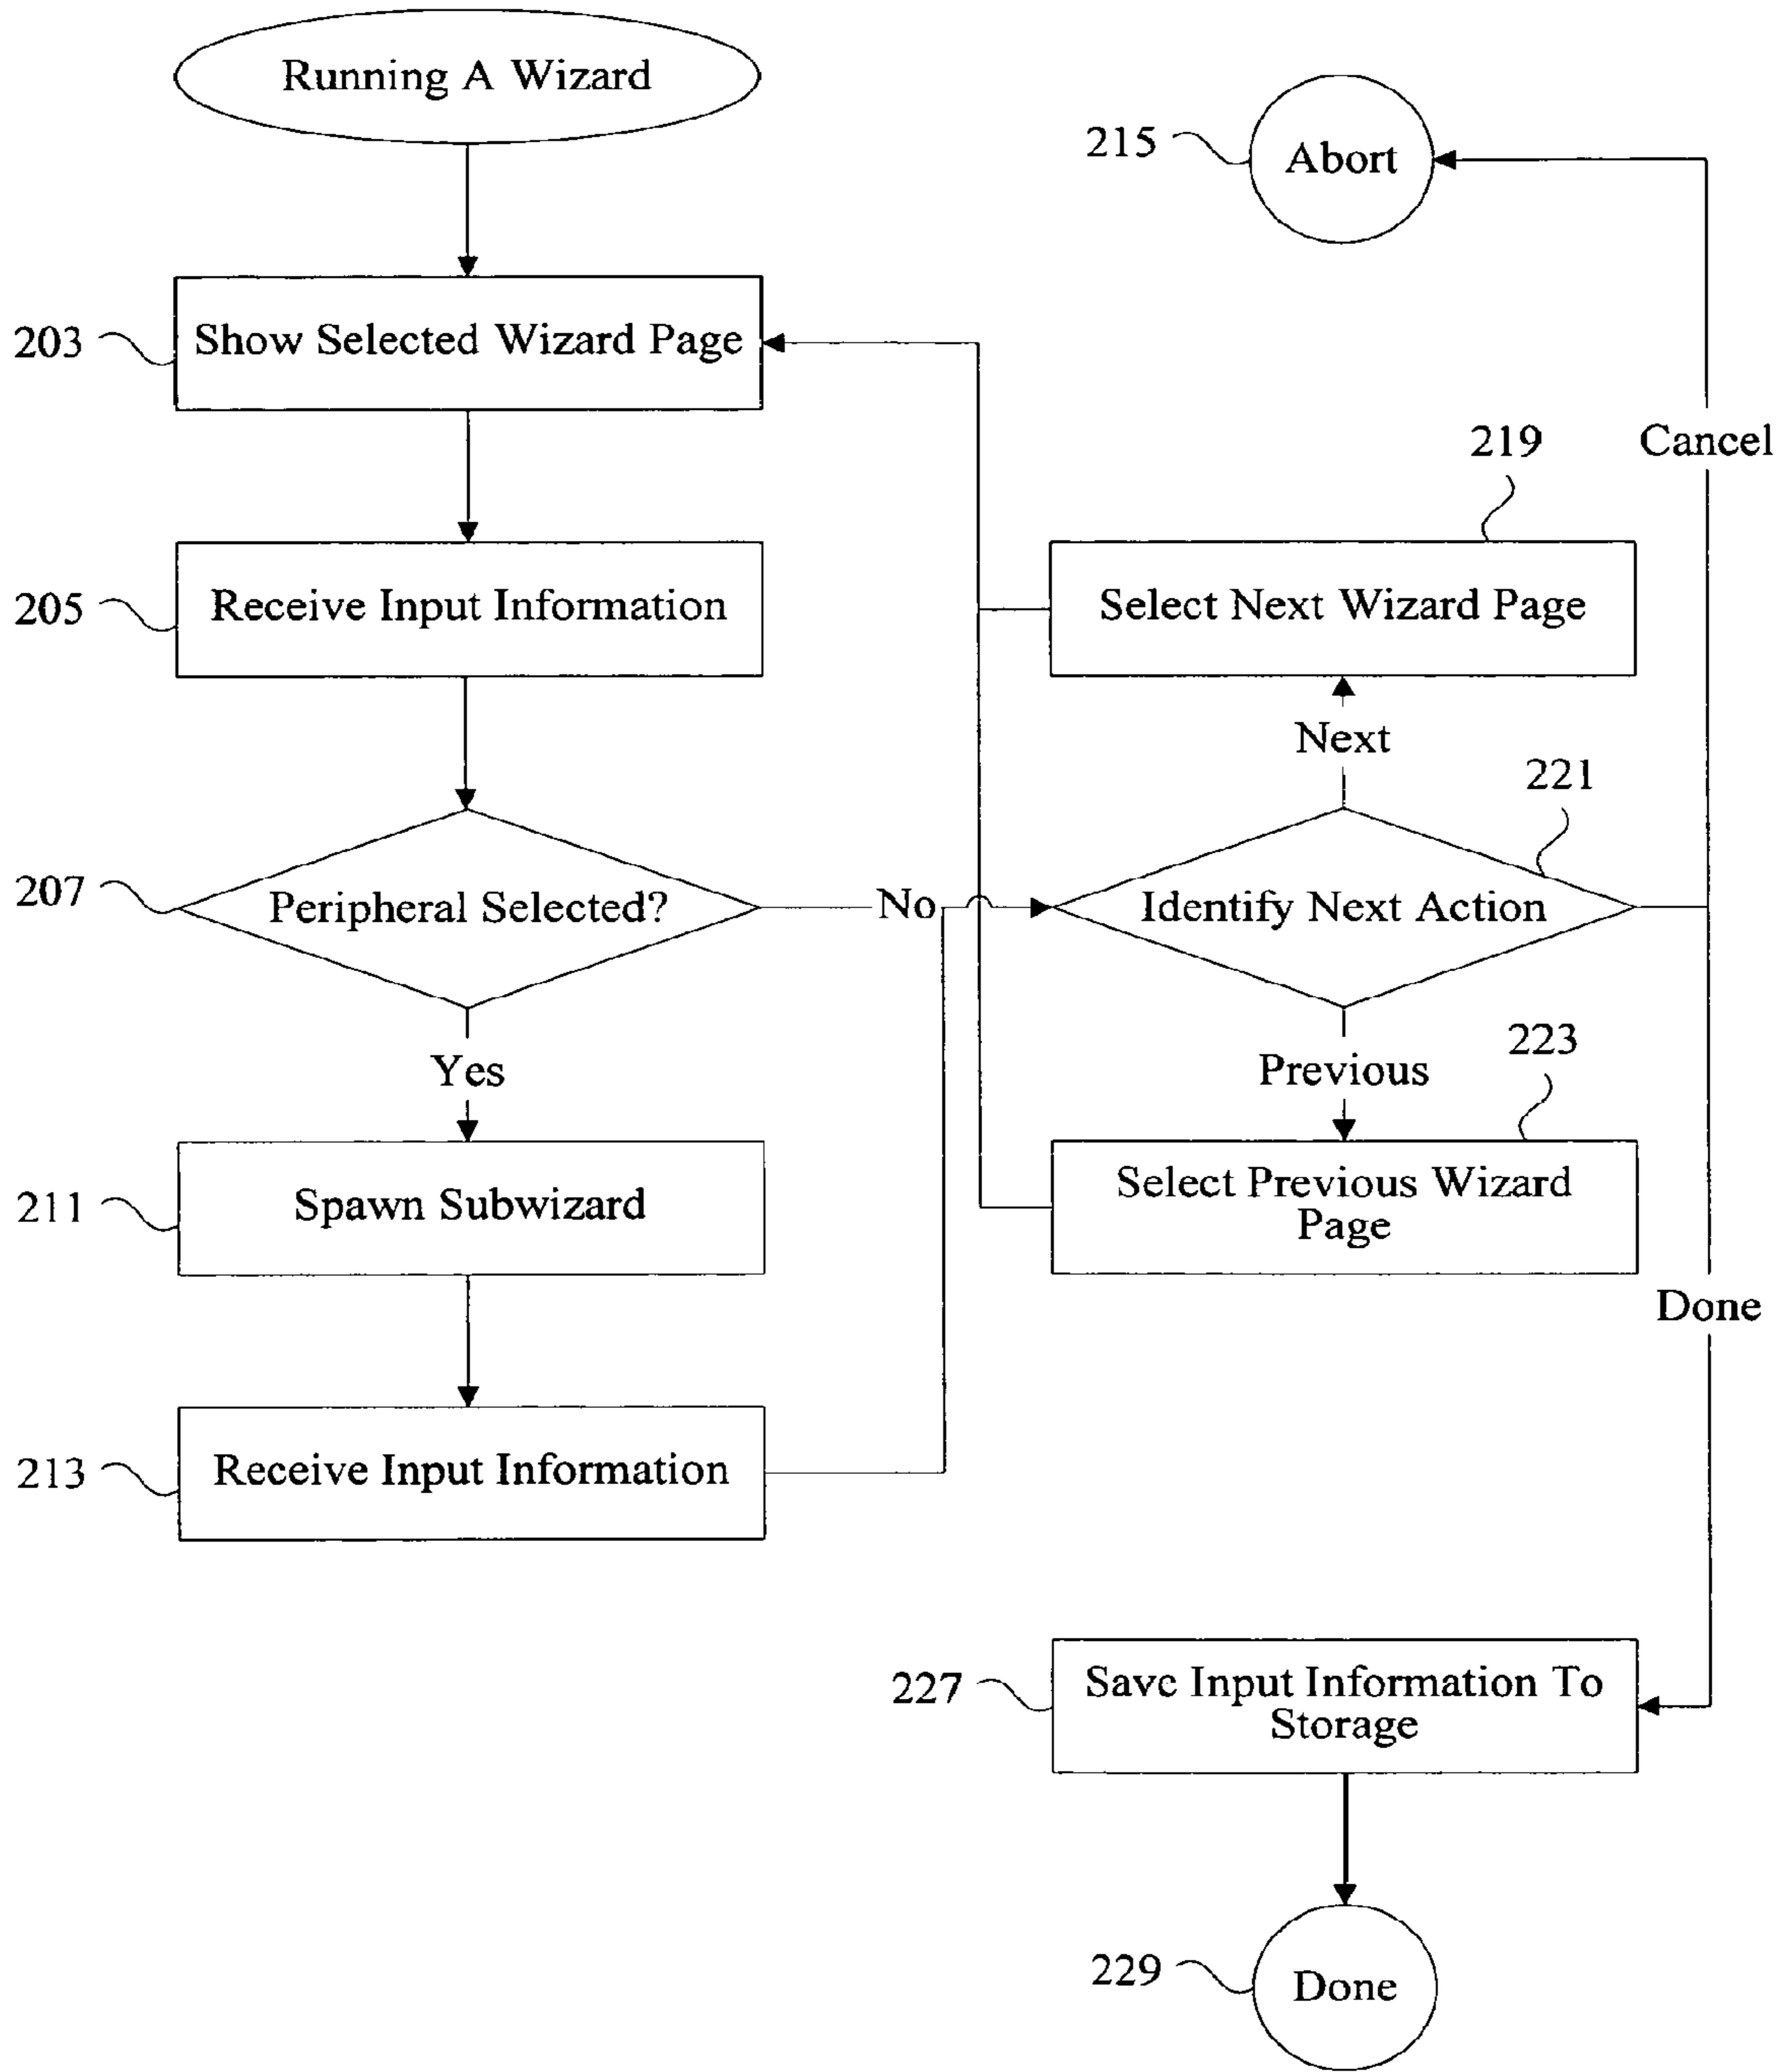 Running A Wizard
215
Abort
203
Show Selected Wizard Page
219
Cancel
205
Receive Input Information
Select Next Wizard Page
Next
221
207
Peripheral Selected?
No
Identify Next Action
Yes
Previous
223
211
Spawn Subwizard
Select Previous Wizard
Page
Done
213
Receive Input Information
227
Save Input Information To
Storage
229
Done